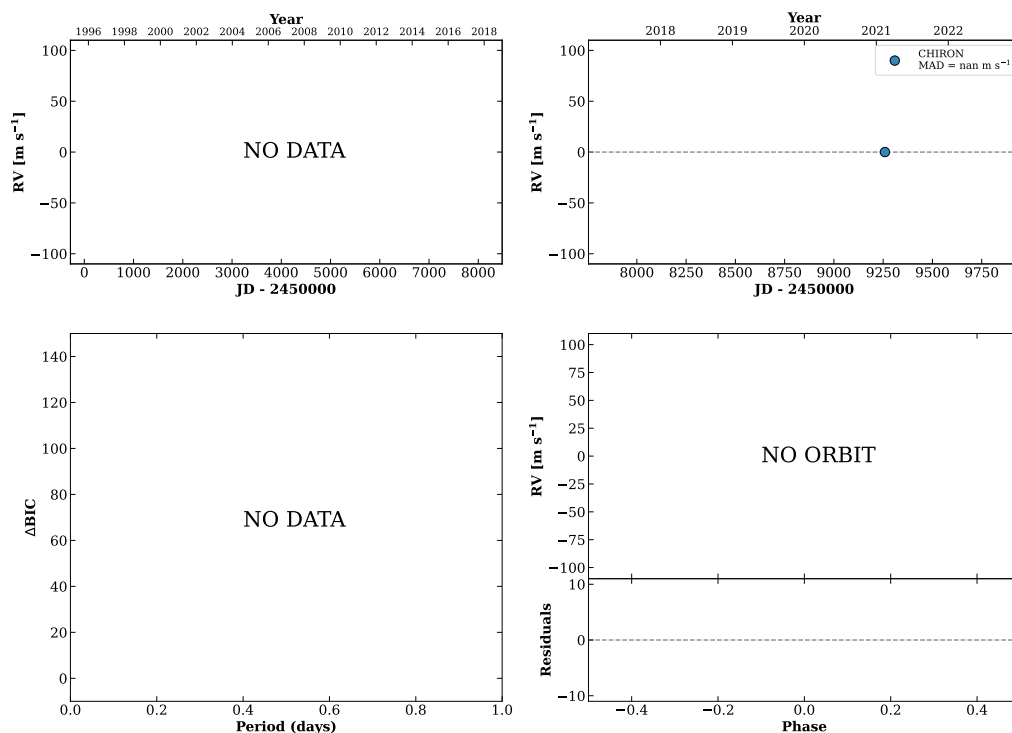 Year
1996 1998 2000 2002 2004 2006 2008 2010 2012 2014 2016 2018
100
50
0
−50
−100
RV [m s⁻¹]
NO DATA
0 1000 2000 3000 4000 5000 6000 7000 8000
JD - 2450000
Year
2018 2019 2020 2021 2022
CHIRON
MAD = nan m s⁻¹
100
50
0
−50
−100
RV [m s⁻¹]
8000 8250 8500 8750 9000 9250 9500 9750
JD - 2450000
140
120
100
80
60
40
20
0
ΔBIC
NO DATA
0.0 0.2 0.4 0.6 0.8 1.0
Period (days)
100
75
50
25
0
−25
−50
−75
−100
RV [m s⁻¹]
NO ORBIT
10
0
−10
Residuals
−0.4 −0.2 0.0 0.2 0.4
Phase